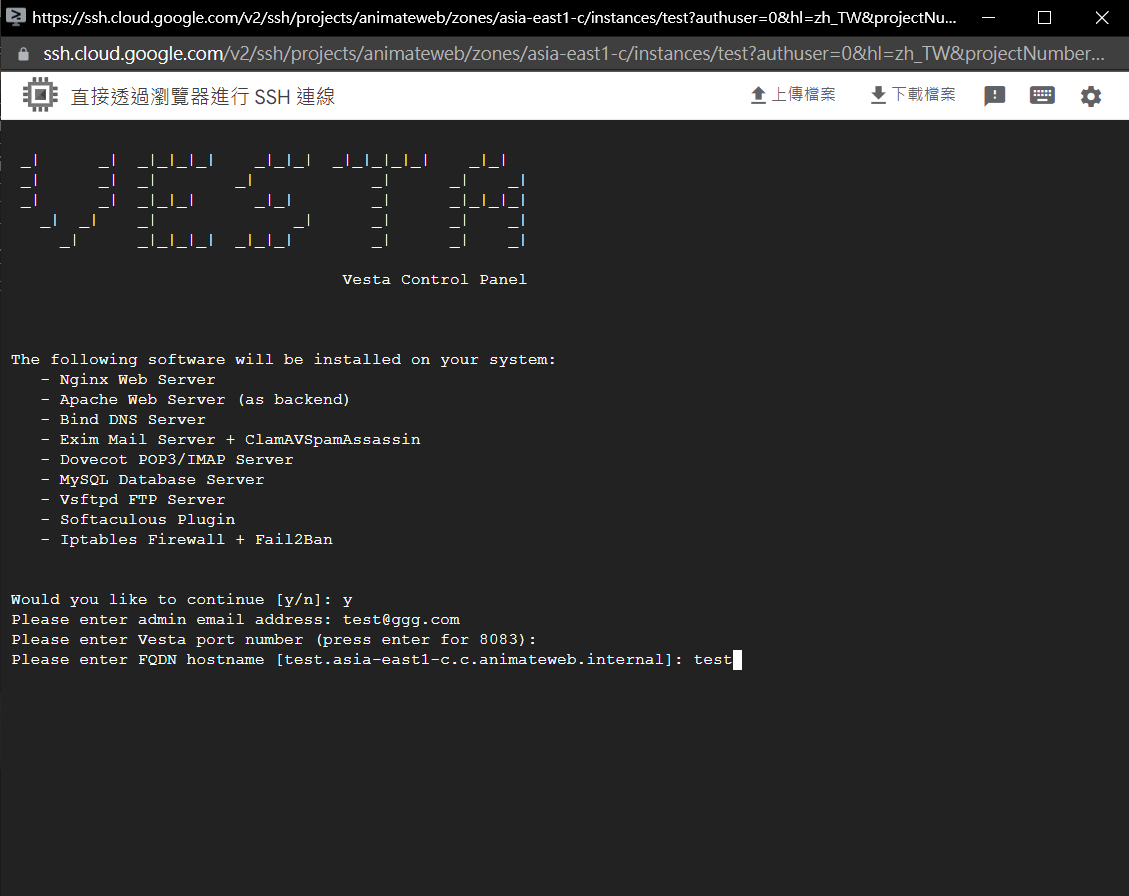 https://ssh.cloud.google.com/v2/ssh/projects/animateweb/zones/asia-east1-c/instances/test?authuser=0&hl=zh_TW&projectNu...
ssh.cloud.google.com/v2/ssh/projects/animateweb/zones/asia-east1-c/instances/test?authuser=0&hl=zh_TW&projectNumber...
直接透過瀏覽器進行 SSH 連線 上傳檔案 下載檔案
VESTA
Vesta Control Panel
The following software will be installed on your system:
- Nginx Web Server
- Apache Web Server (as backend)
- Bind DNS Server
- Exim Mail Server + ClamAVSpamAssassin
- Dovecot POP3/IMAP Server
- MySQL Database Server
- Vsftpd FTP Server
- Softaculous Plugin
- Iptables Firewall + Fail2Ban
Would you like to continue [y/n]: y
Please enter admin email address: test@ggg.com
Please enter Vesta port number (press enter for 8083):
Please enter FQDN hostname [test.asia-east1-c.c.animateweb.internal]: test